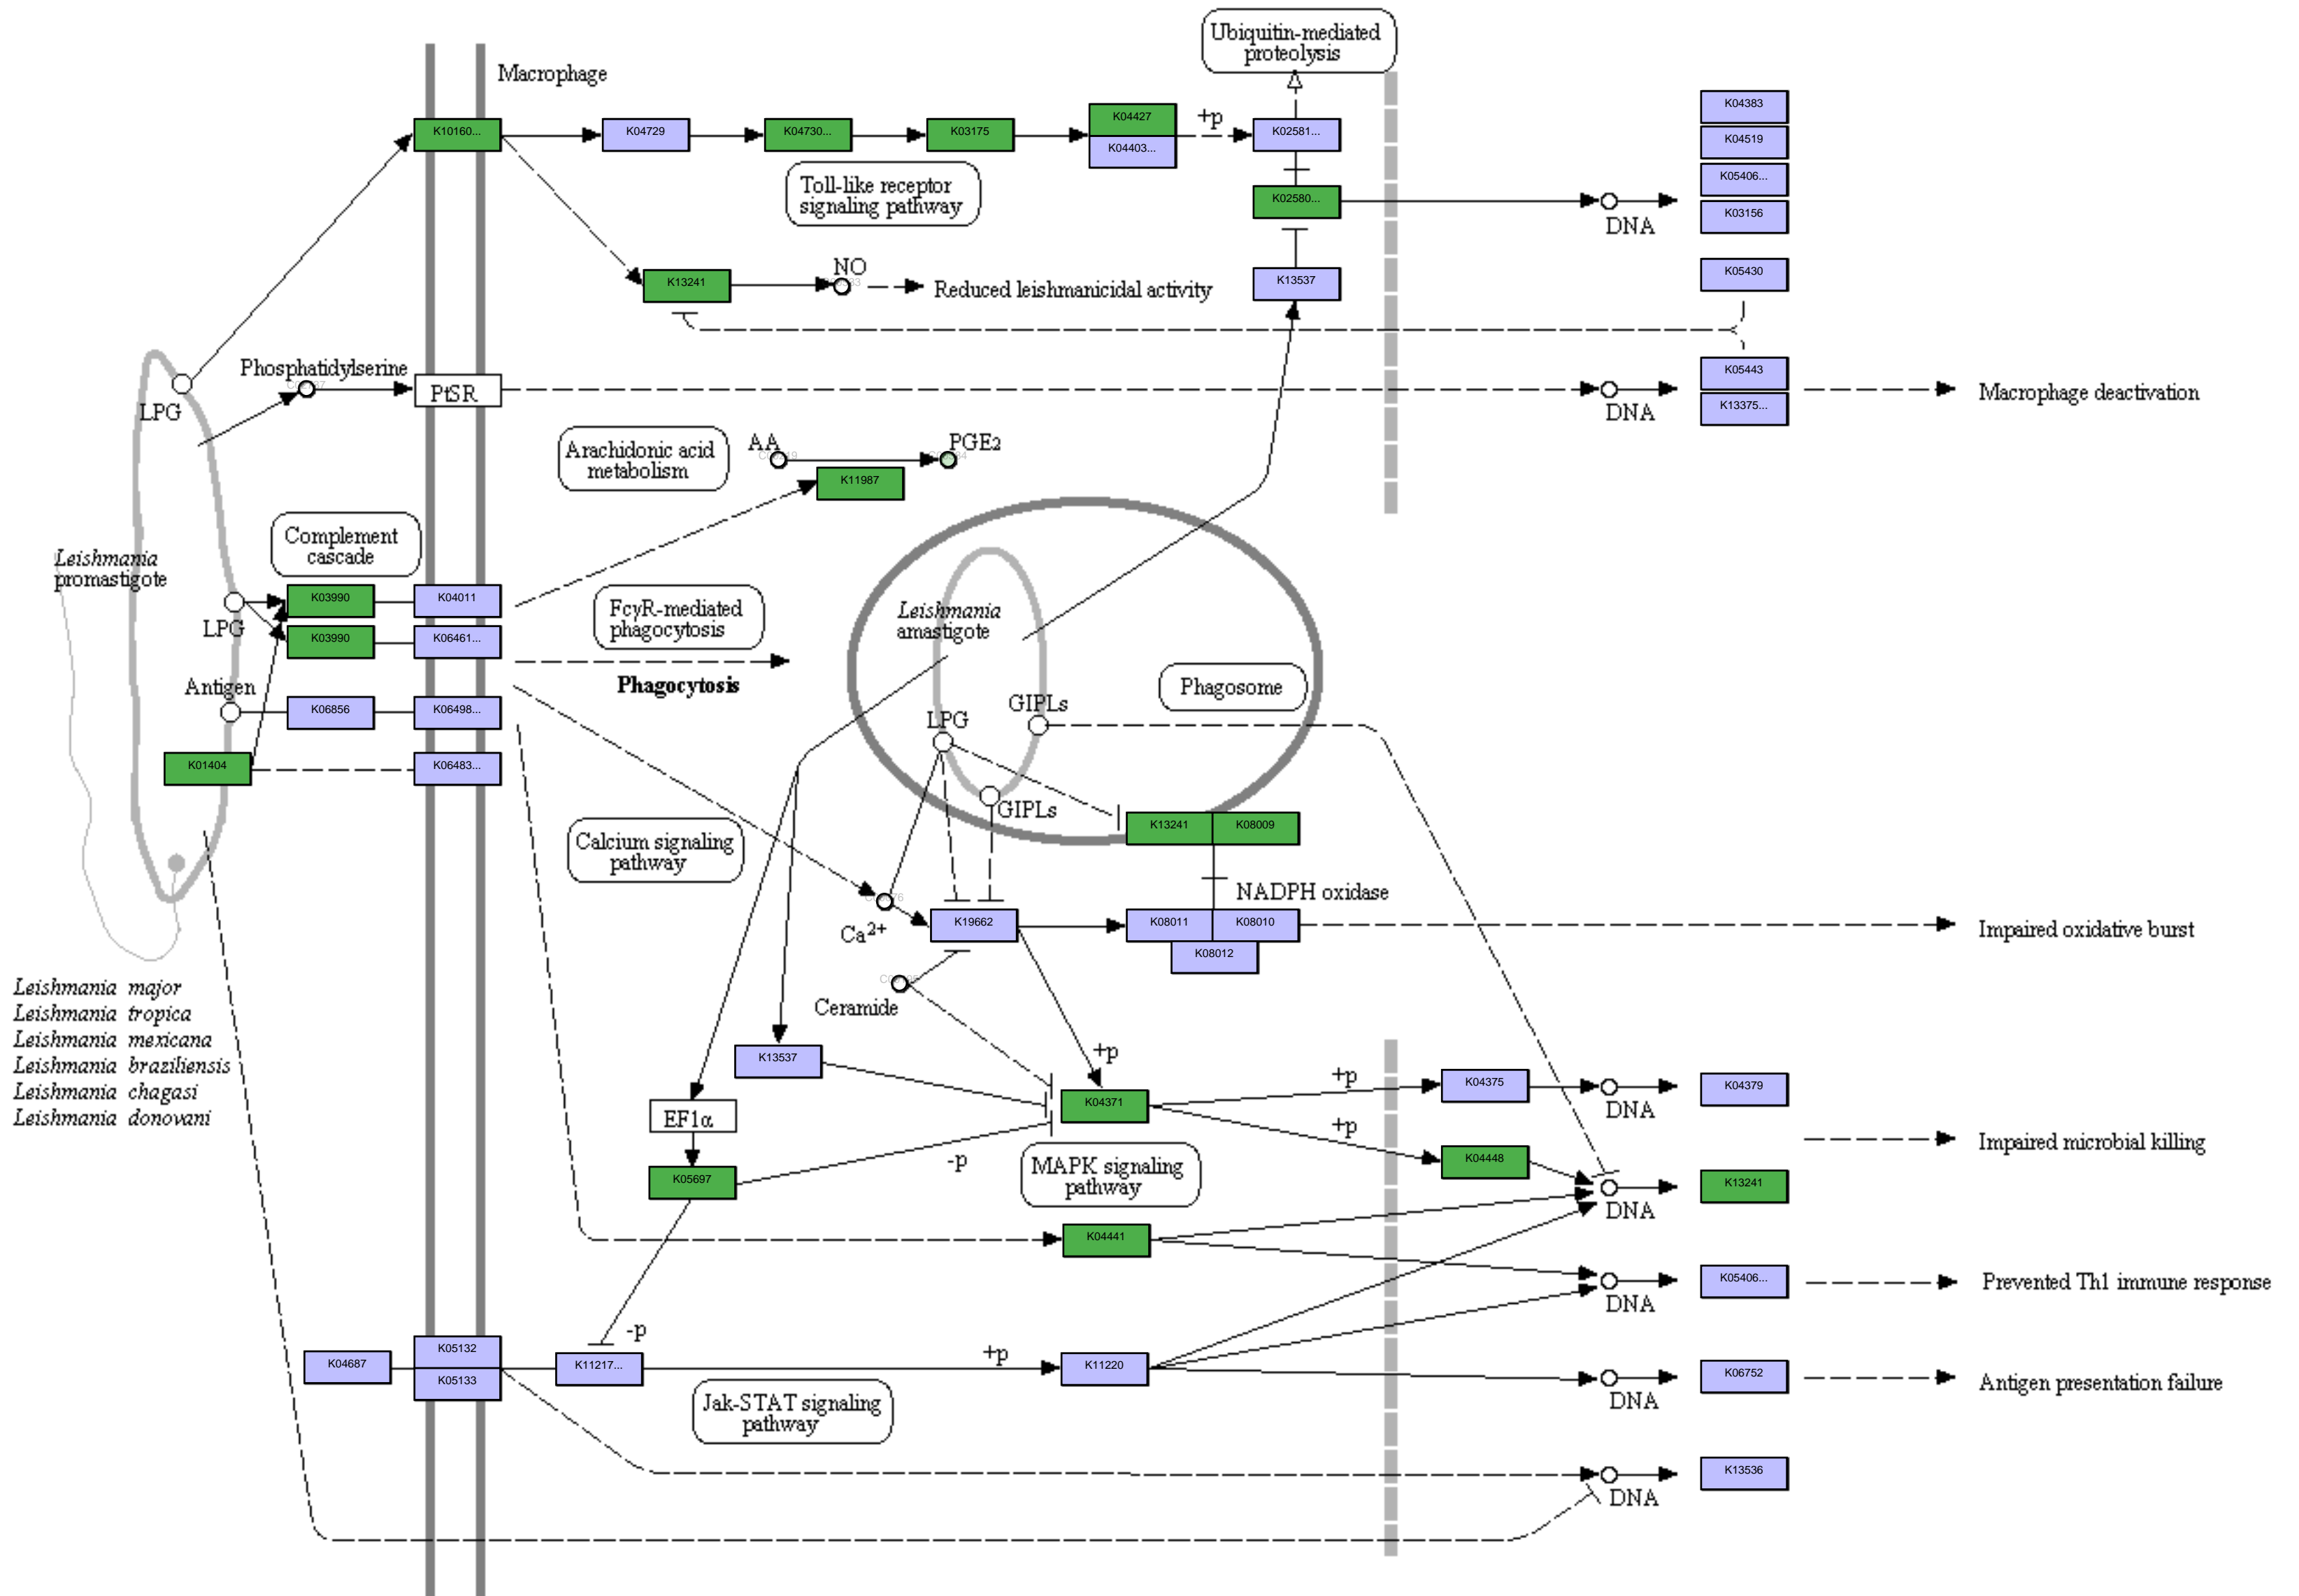 Ubiquitin-mediated
proteolysis
Macrophage
K10160...
K04729
K04730...
K03175
K04427
K04403...
+p
K02581...
K04383
K04519
K05406...
K03156
Toll-like receptor
signaling pathway
K02580...
DNA
K13241
NO
Reduced leishmanicidal activity
K13537
K05430
Phosphatidylserine
LPG
PtSR
DNA
K05443
K13375...
Macrophage deactivation
Arachidonic acid
metabolism
AA
PGE2
K11987
Complement
cascade
Leishmania
promastigote
K03990
K04011
LPG
K03990
K06461...
FcγR-mediated
phagocytosis
Phagocytosis
Leishmania
amastigote
Phagosome
Antigen
K06856
K06498...
LPG
GIPLs
K01404
K06483...
GIPLs
K13241
K08009
Calcium signaling
pathway
NADPH oxidase
Ca2+
K19662
K08011
K08010
K08012
Impaired oxidative burst
Ceramide
Leishmania major
Leishmania tropica
Leishmania mexicana
Leishmania braziliensis
Leishmania chagasi
Leishmania donovani
K13537
+p
K04371
+p
K04375
DNA
K04379
EF1α
+p
K04448
Impaired microbial killing
-p
MAPK signaling
pathway
K05697
DNA
K13241
K04441
DNA
K05406...
Prevented Th1 immune response
-p
K04687
K05132
K05133
K11217...
+p
K11220
DNA
K06752
Antigen presentation failure
Jak-STAT signaling
pathway
DNA
K13536